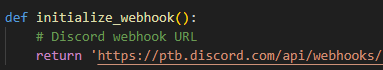 def initialize_webhook():
# Discord webhook URL
return 'https://ptb.discord.com/api/webhooks/